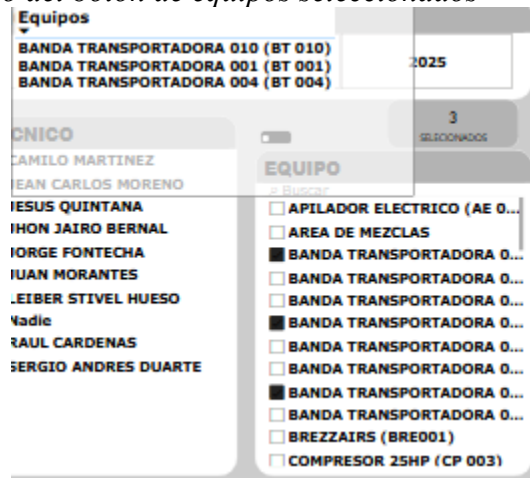 o del botón de equipos seleccionados
Equipos
BANDA TRANSPORTADORA 010 (BT 010)
BANDA TRANSPORTADORA 001 (BT 001)
BANDA TRANSPORTADORA 004 (BT 004)
2025
3
SELECCIONADOS
CNICO
CAMILO MARTINEZ
JEAN CARLOS MORENO
JESUS QUINTANA
JHON JAIRO BERNAL
JORGE FONTECHA
JUAN MORANTES
LEIBER STIVEL HUESO
Nadie
RAUL CARDENAS
SERGIO ANDRES DUARTE
EQUIPO
Buscar
APILADOR ELECTRICO (AE 0...
AREA DE MEZCLAS
BANDA TRANSPORTADORA 0...
BANDA TRANSPORTADORA 0...
BANDA TRANSPORTADORA 0...
BANDA TRANSPORTADORA 0...
BANDA TRANSPORTADORA 0...
BANDA TRANSPORTADORA 0...
BANDA TRANSPORTADORA 0...
BANDA TRANSPORTADORA 0...
BREZZAIRS (BRE001)
COMPRESOR 25HP (CP 003)